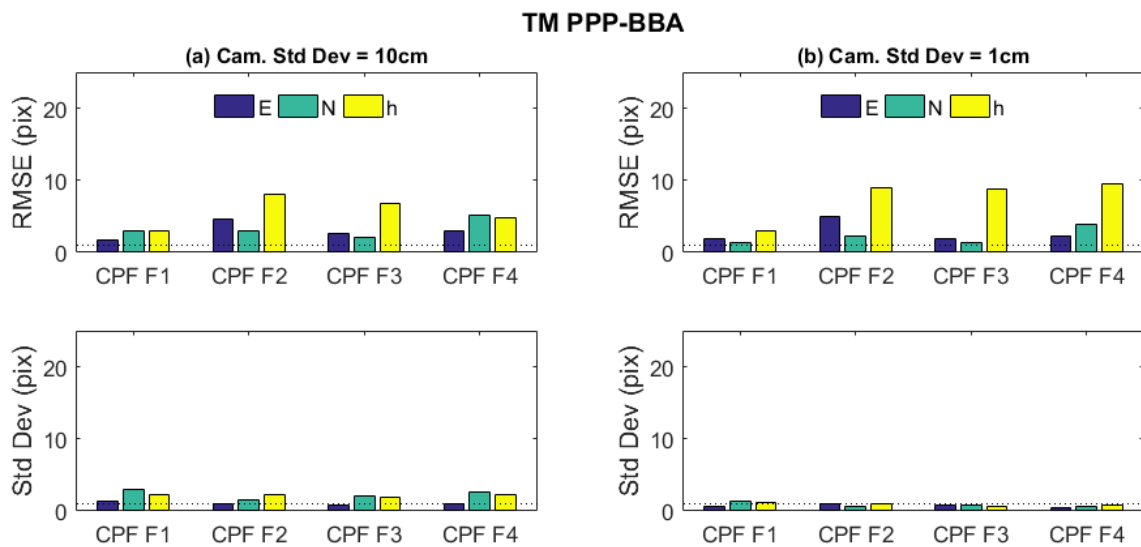 TM PPP-BBA
(a) Cam. Std Dev = 10cm
RMSE (pix)
20
10
0
E N h
CPF F1 CPF F2 CPF F3 CPF F4
(b) Cam. Std Dev = 1cm
RMSE (pix)
20
10
0
E N h
CPF F1 CPF F2 CPF F3 CPF F4
Std Dev (pix)
20
10
0
CPF F1 CPF F2 CPF F3 CPF F4
Std Dev (pix)
20
10
0
CPF F1 CPF F2 CPF F3 CPF F4